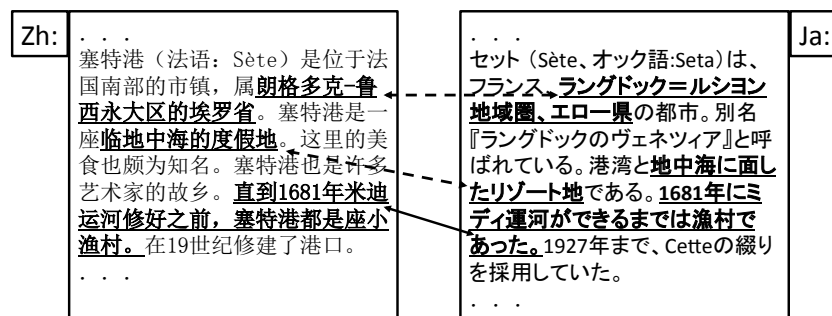 Zh:
. . .
塞特港（法语：Sète）是位于法
国南部的市镇，属朗格多克-鲁
西永大区的埃罗省。塞特港是一
座临地中海的度假地。这里的美
食也颇为知名。塞特港也是许多
艺术家的故乡。直到1681年米迪
运河修好之前，塞特港都是座小
渔村。在19世纪修建了港口。
. . .
Ja:
. . .
セット（Sète、オック語:Seta）は、
フランス、ラングドック＝ルシヨン
地域圏、エロー県の都市。別名
『ラングドックのヴェネツィア』と呼
ばれている。港湾と地中海に面し
たリゾート地である。1681年にミ
ディ運河ができるまでは漁村で
あった。1927年まで、Cetteの綴り
を採用していた。
. . .